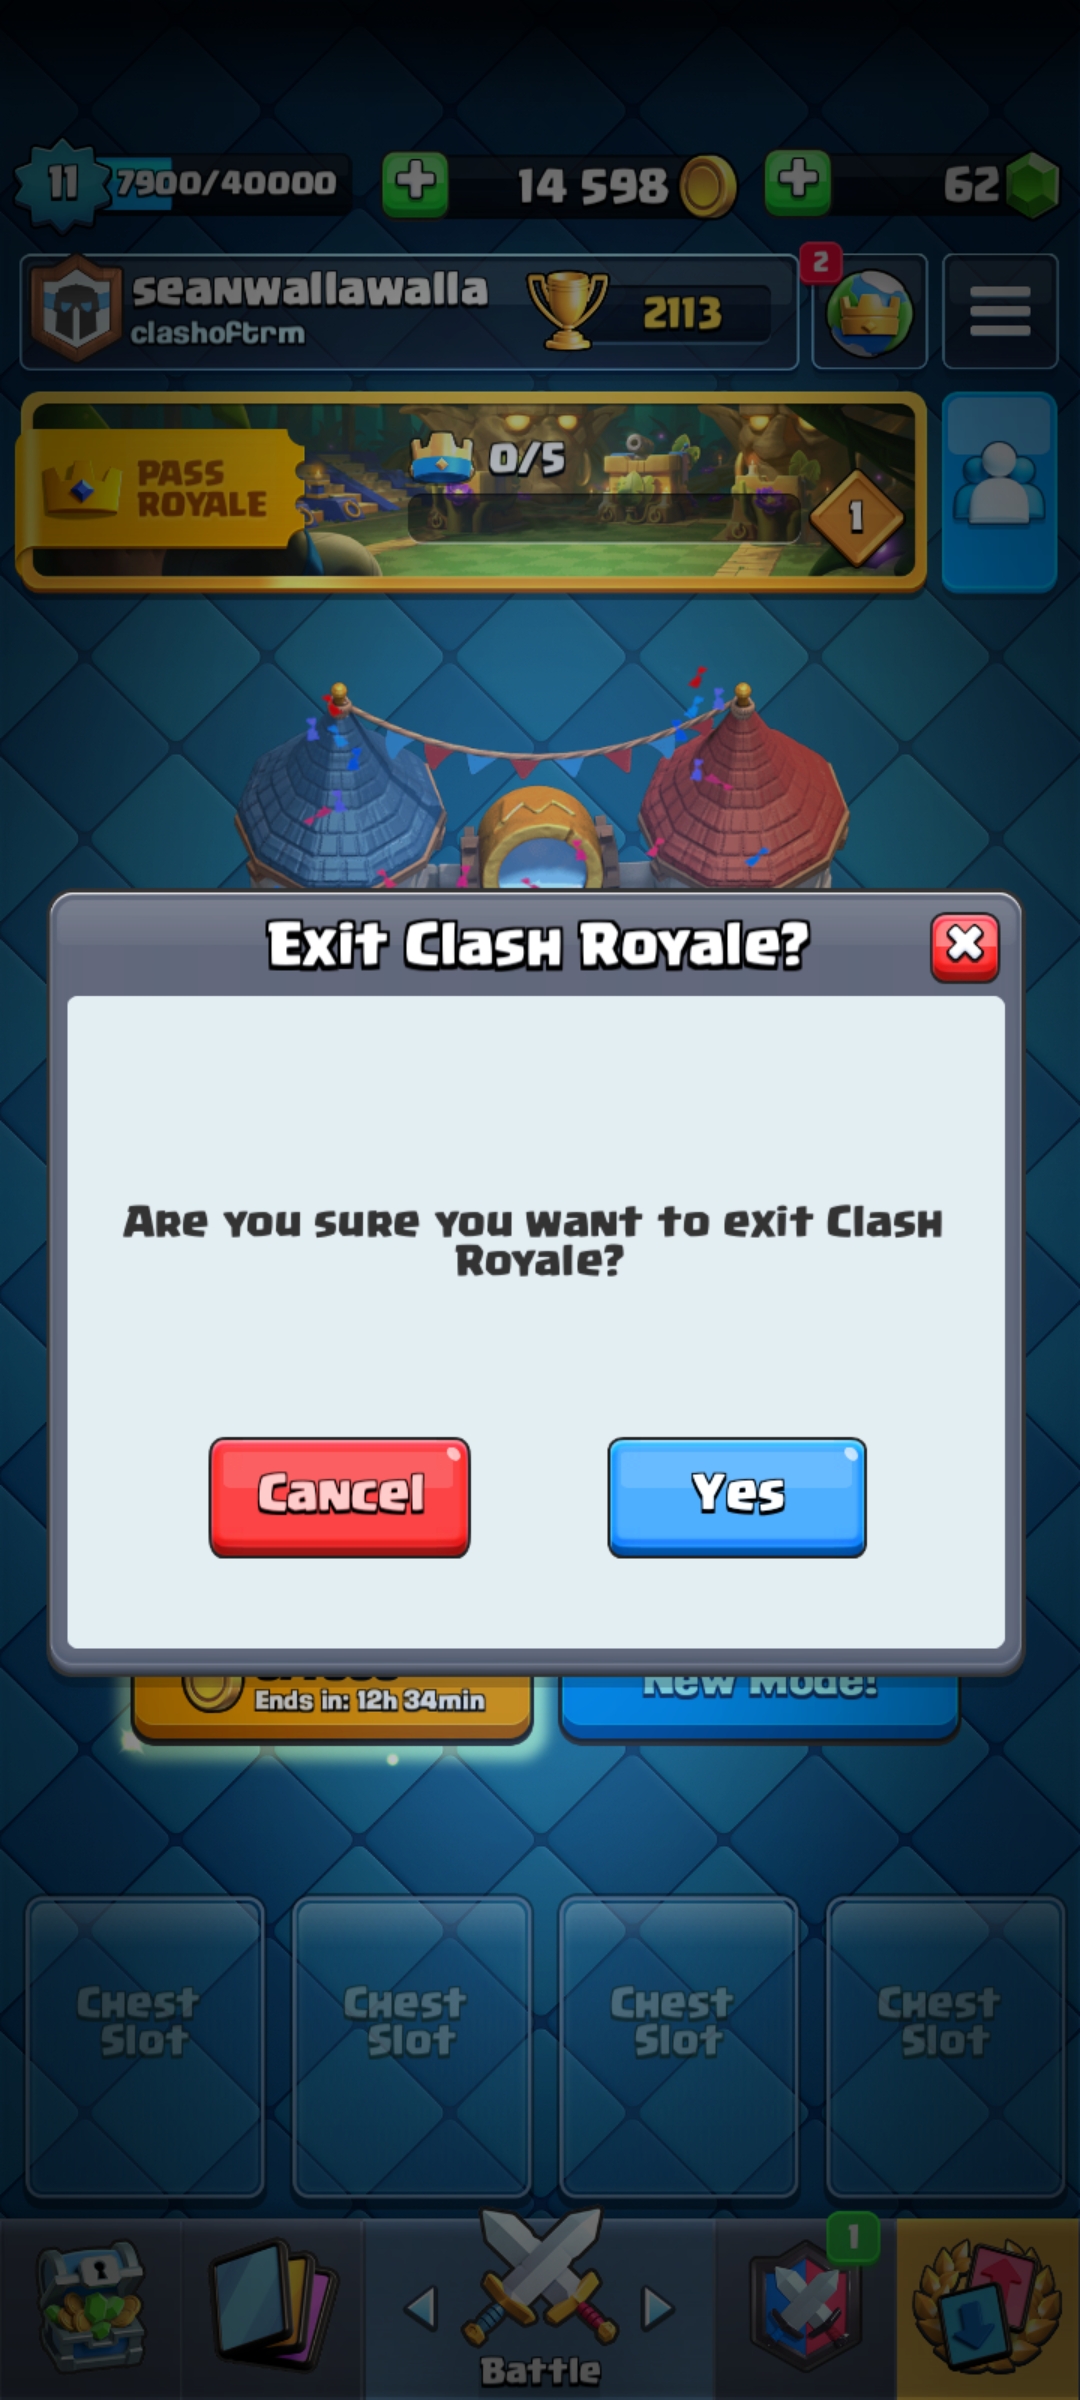 11 7900/40000 14 598 62
seanwallawalla 2113 2
clashoftrm
PASS
ROYALE
0/5
1
Exit Clash Royale?
Are you sure you want to exit Clash
Royale?
Cancel Yes
Ends in: 12h 34min
New Mode!
Chest
Slot
Chest
Slot
Chest
Slot
Chest
Slot
1
Battle